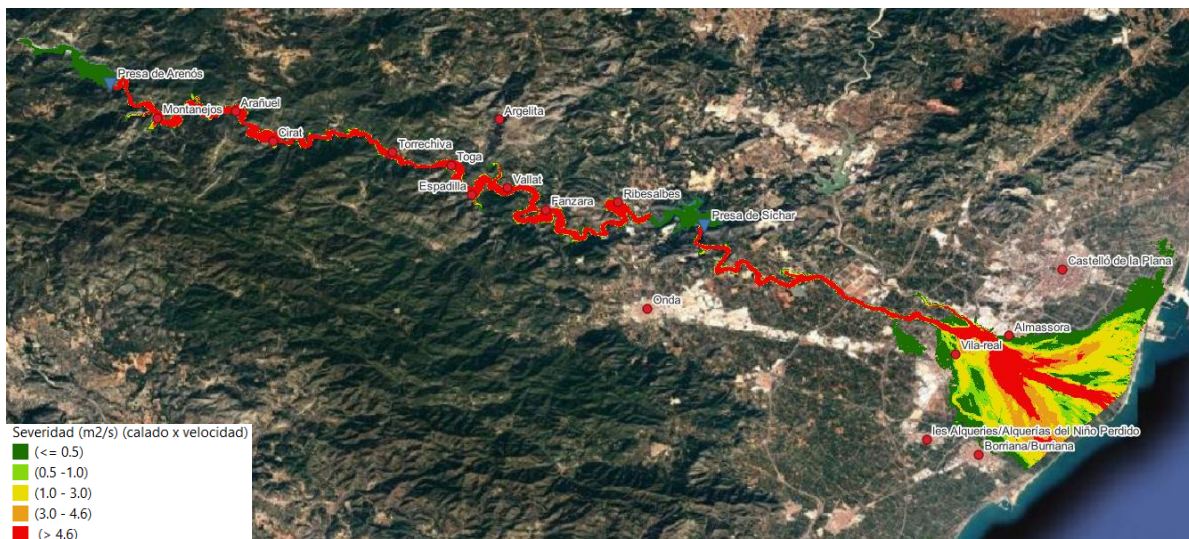 Presa de Arenós
Montanejos
Arañuel
Argelita
Cirat
Torrechiva
Toga
Espadilla
Vallat
Ribesalbes
Fanzara
Presa de Sichar
Castelló de la Plana
Onda
Almassora
Vila-real
les Alqueries/Alquerías del Niño Perdido
Borriana/Burriana
Severidad (m2/s) (calado x velocidad)
(<= 0.5)
(0.5 -1.0)
(1.0 - 3.0)
(3.0 - 4.6)
(> 4.6)